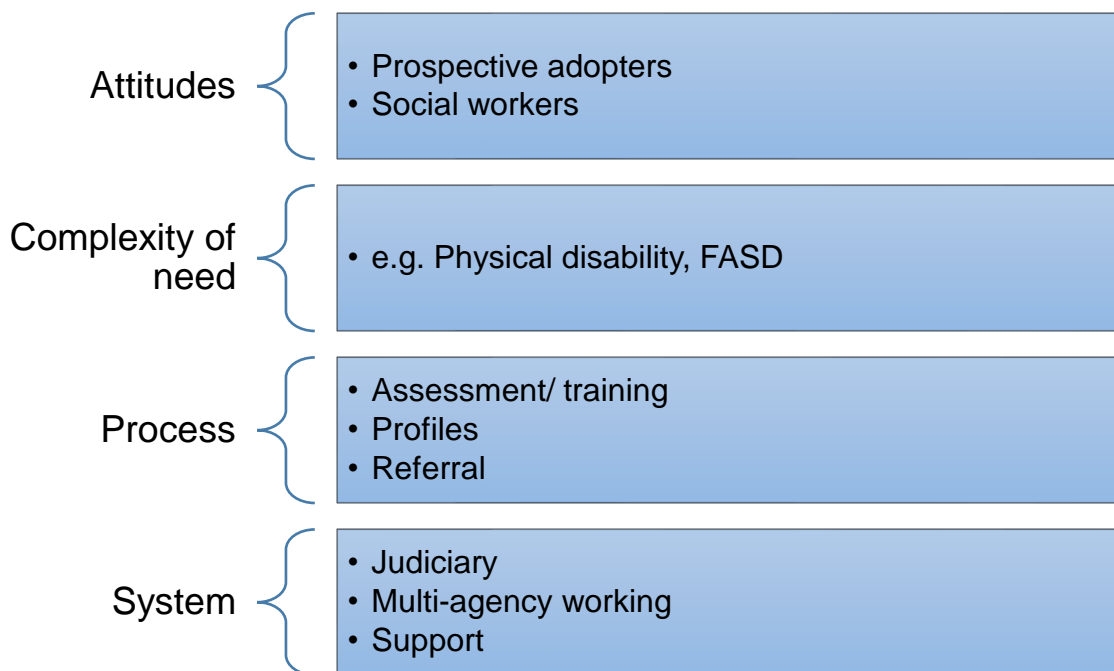 Attitudes
• Prospective adopters
• Social workers
Complexity of
need
• e.g. Physical disability, FASD
Process
• Assessment/ training
• Profiles
• Referral
System
• Judiciary
• Multi-agency working
• Support